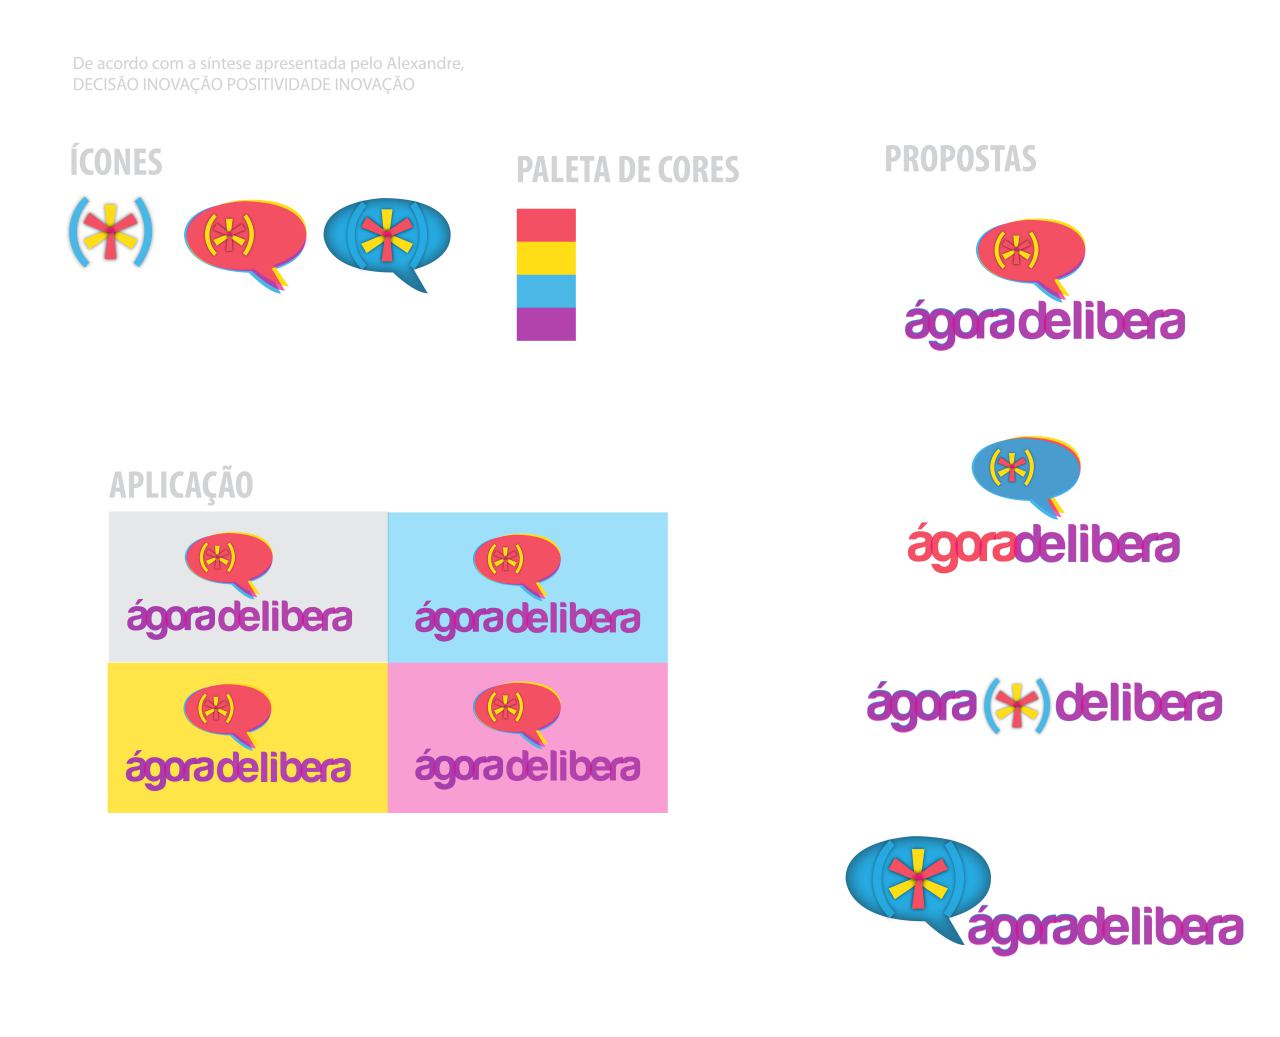 De acordo com a síntese apresentada pelo Alexandre,
DECISÃO INOVAÇÃO POSITIVIDADE INOVAÇÃO
ÍCONES
(*)
(*)
(*)
PALETA DE CORES
PROPOSTAS
(*)
ágoradelibera
(*)
ágoradelibera
ágora(*)delibera
(*)
ágoradelibera
APLICAÇÃO
(*)
ágoradelibera
(*)
ágoradelibera
(*)
ágoradelibera
(*)
ágoradelibera